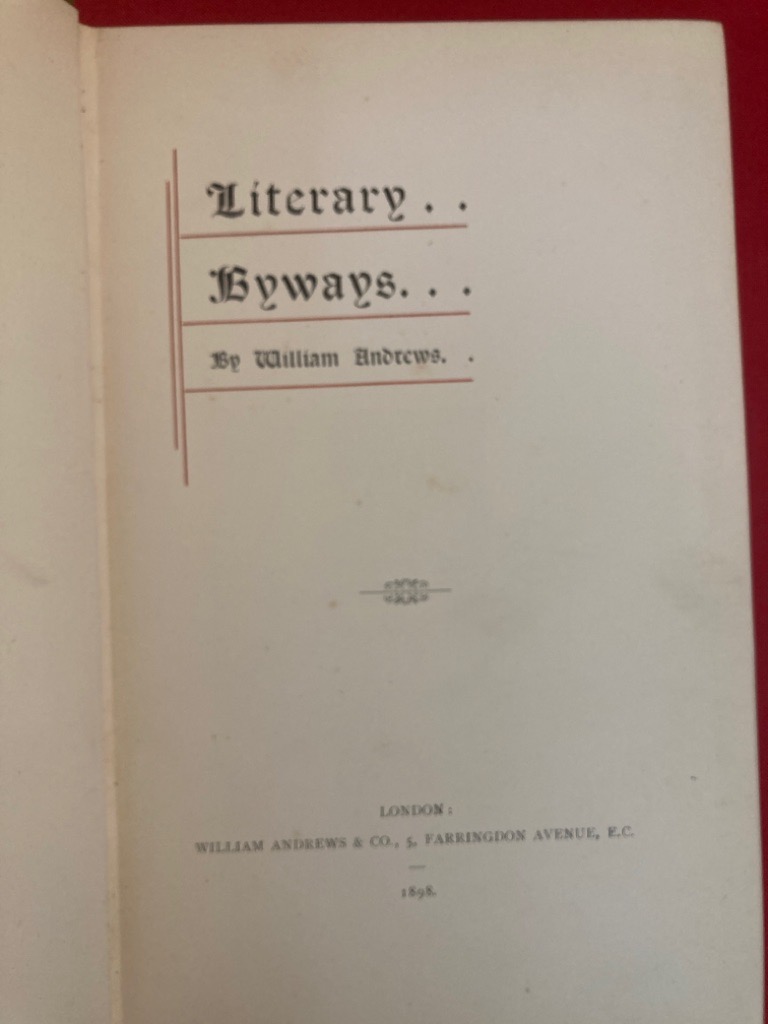 Literary . .
Byways. . .
By William Andrews. .
LONDON:
WILLIAM ANDREWS & CO., 5, FARRINGDON AVENUE, E.C.
1898.